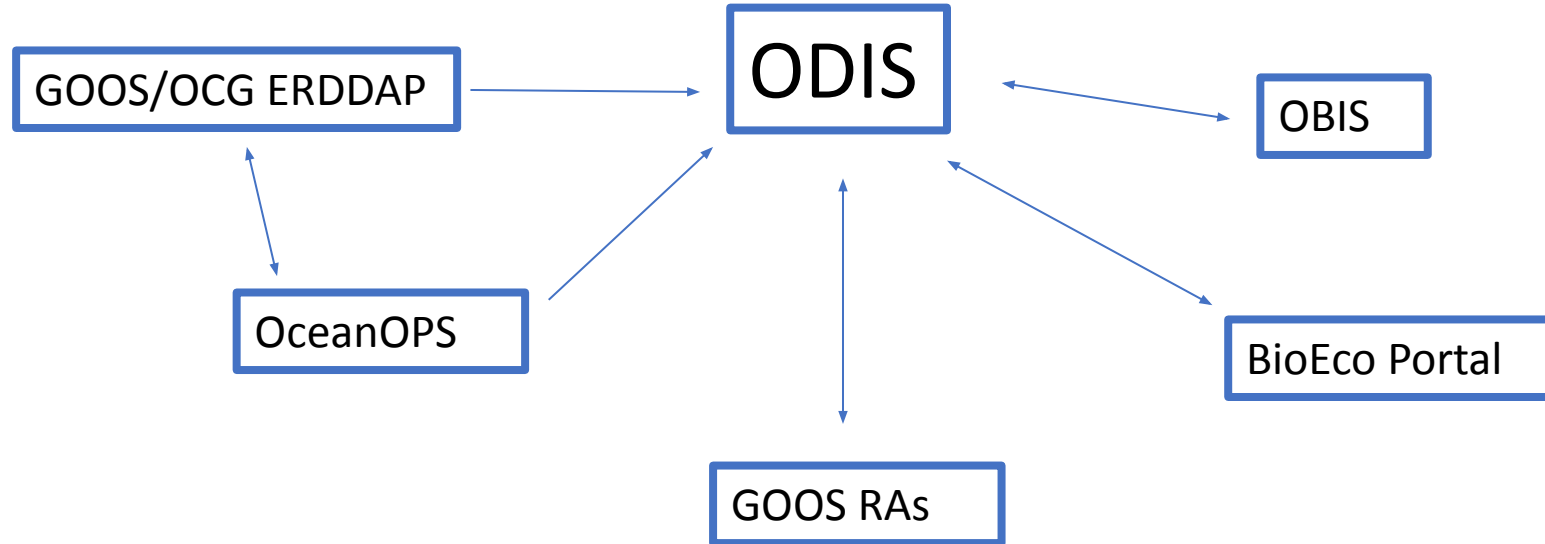 ODIS
GOOS/OCG ERDDAP
OBIS
OceanOPS
BioEco Portal
GOOS RAs